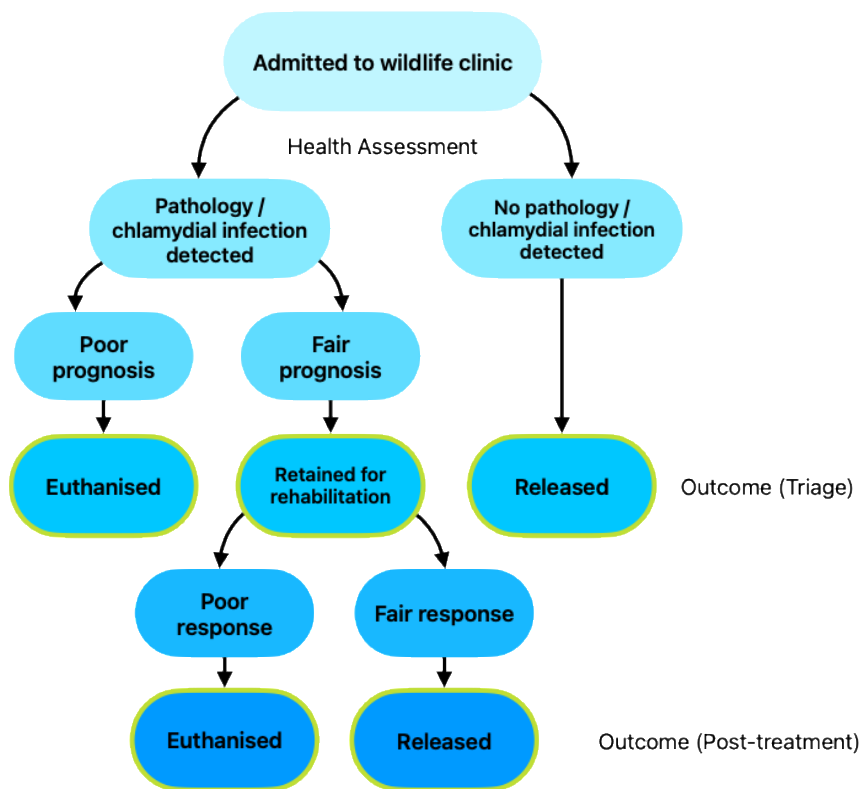 Admitted to wildlife clinic
Health Assessment
Pathology /
chlamydial infection
detected
No pathology /
chlamydial infection
detected
Poor
prognosis
Fair
prognosis
Euthanised
Retained for
rehabilitation
Released
Outcome (Triage)
Poor
response
Fair response
Euthanised
Released
Outcome (Post-treatment)